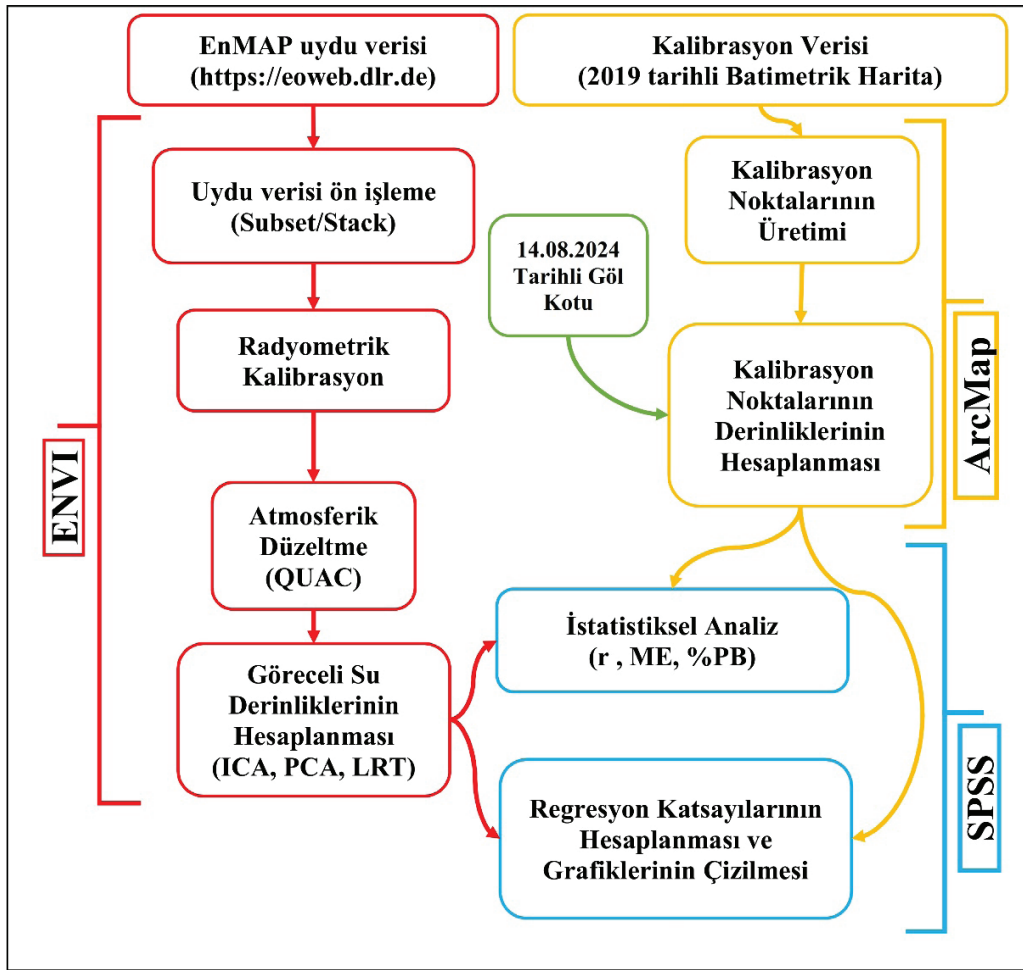 EnMAP uydu verisi
(https://eoweb.dlr.de)
Kalibrasyon Verisi
(2019 tarihli Batimetrik Harita)
Uydu verisi ön işleme
(Subset/Stack)
Kalibrasyon
Noktalarının
Üretimi
14.08.2024
Tarihli Göl
Kotu
Radyometrik
Kalibrasyon
Kalibrasyon
Noktalarının
Derinliklerinin
Hesaplanması
ArcMap
ENVI
Atmosferik
Düzeltme
(QUAC)
İstatistiksel Analiz
(r , ME, %PB)
Göreceli Su
Derinliklerinin
Hesaplanması
(ICA, PCA, LRT)
Regresyon Katsayılarının
Hesaplanması ve
Grafiklerinin Çizilmesi
SPSS